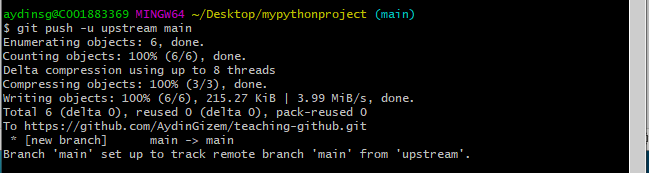 aydinsg@C001883369 MINGW64 ~/Desktop/mypythonproject (main)
$ git push -u upstream main
Enumerating objects: 6, done.
Counting objects: 100% (6/6), done.
Delta compression using up to 8 threads
Compressing objects: 100% (3/3), done.
Writing objects: 100% (6/6), 215.27 KiB | 3.99 MiB/s, done.
Total 6 (delta 0), reused 0 (delta 0), pack-reused 0
To https://github.com/AydinGizem/teaching-github.git
 * [new branch]      main -> main
Branch 'main' set up to track remote branch 'main' from 'upstream'.